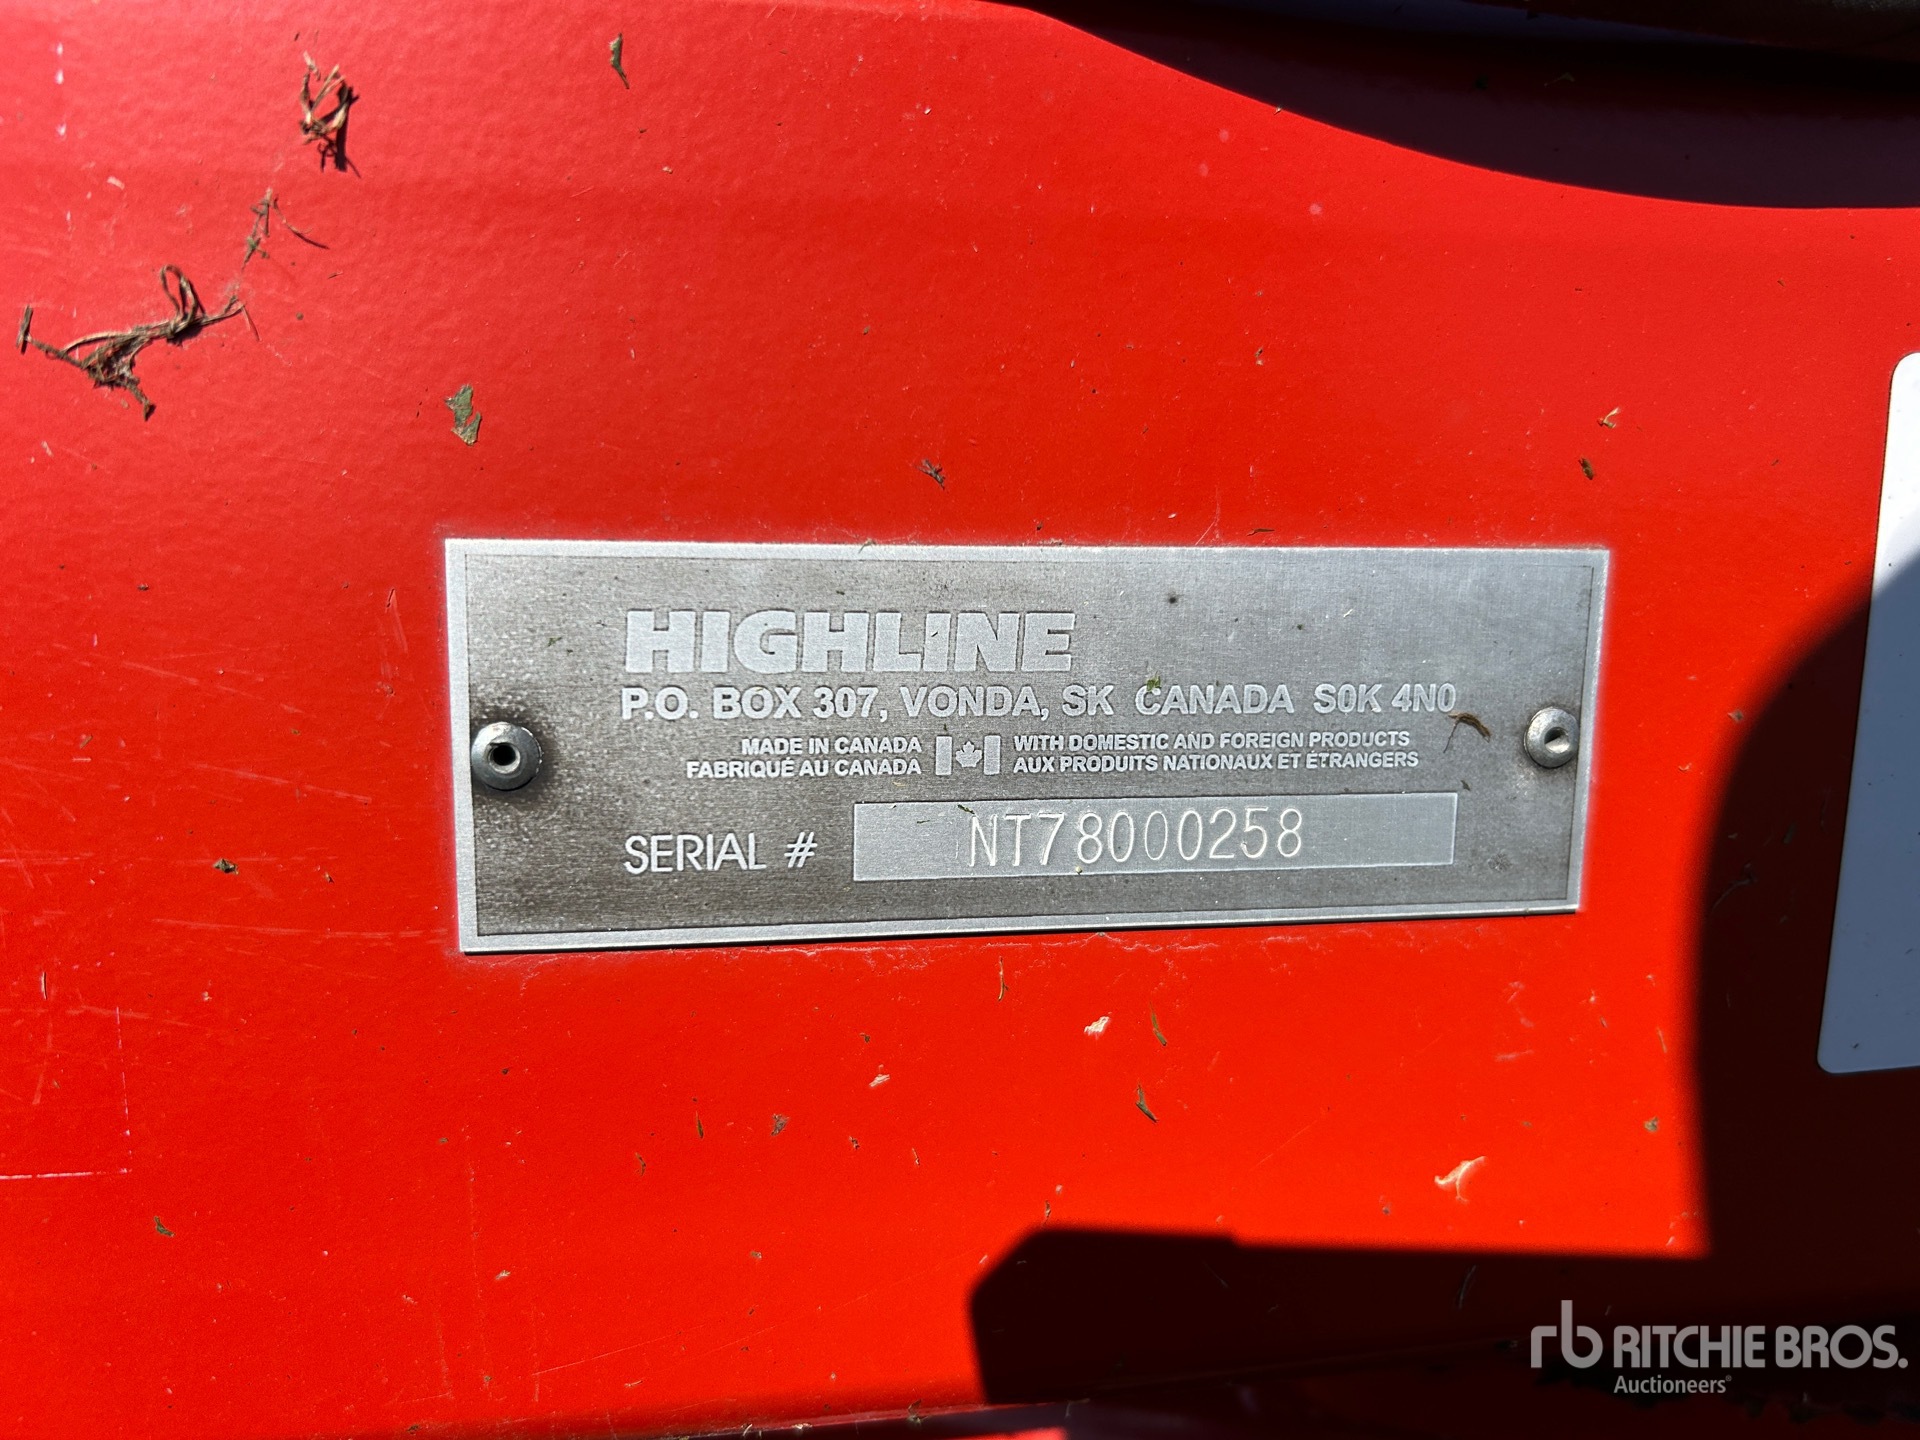 HIGHLINE
P.O. BOX 307, VONDA, SK CANADA S0K 4N0
MADE IN CANADA WITH DOMESTIC AND FOREIGN PRODUCTS
FABRIQUÉ AU CANADA AUX PRODUITS NATIONAUX ET ÉTRANGERS
SERIAL # NT78000258
rb RITCHIE BROS.
Auctioneers®